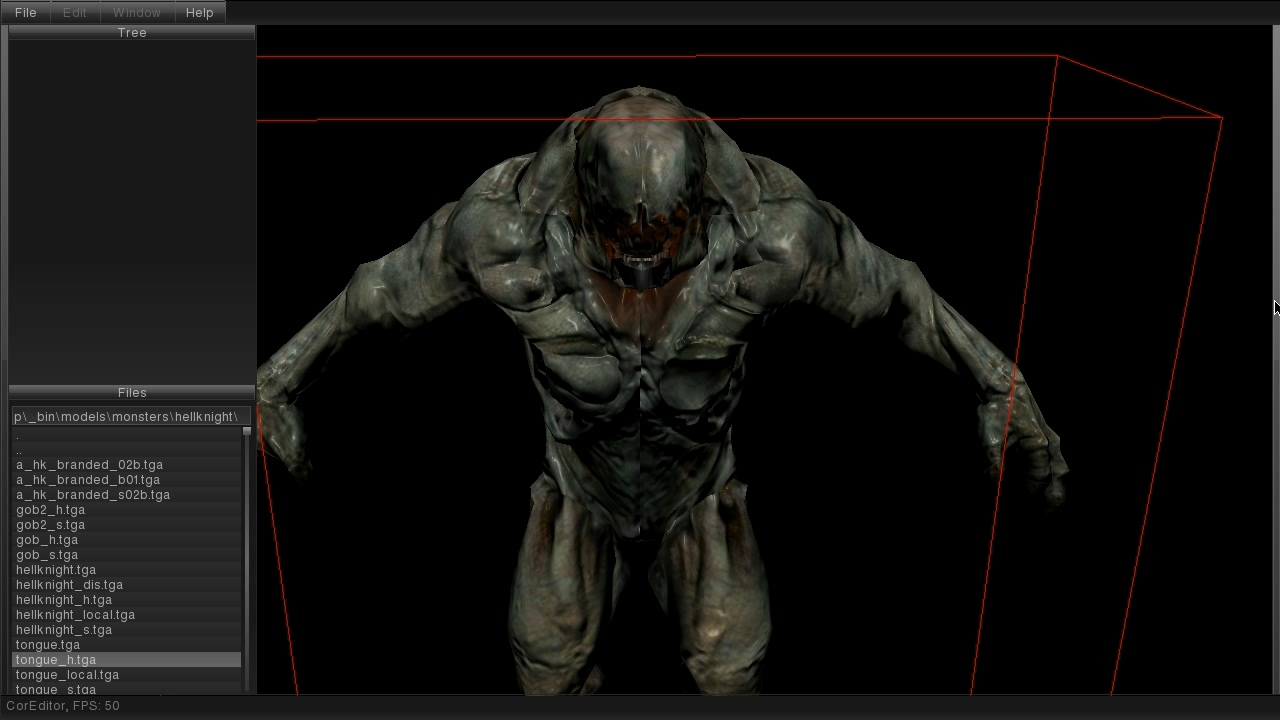 File Edit Window Help
Tree
Files
p\_bin\models\monsters\hellknight\
.
..
a_hk_branded_02b.tga
a_hk_branded_b01.tga
a_hk_branded_s02b.tga
gob2_h.tga
gob2_s.tga
gob_h.tga
gob_s.tga
hellknight.tga
hellknight_dis.tga
hellknight_h.tga
hellknight_local.tga
hellknight_s.tga
tongue.tga
tongue_h.tga
tongue_local.tga
tongue_s.tga
CorEditor, FPS: 50